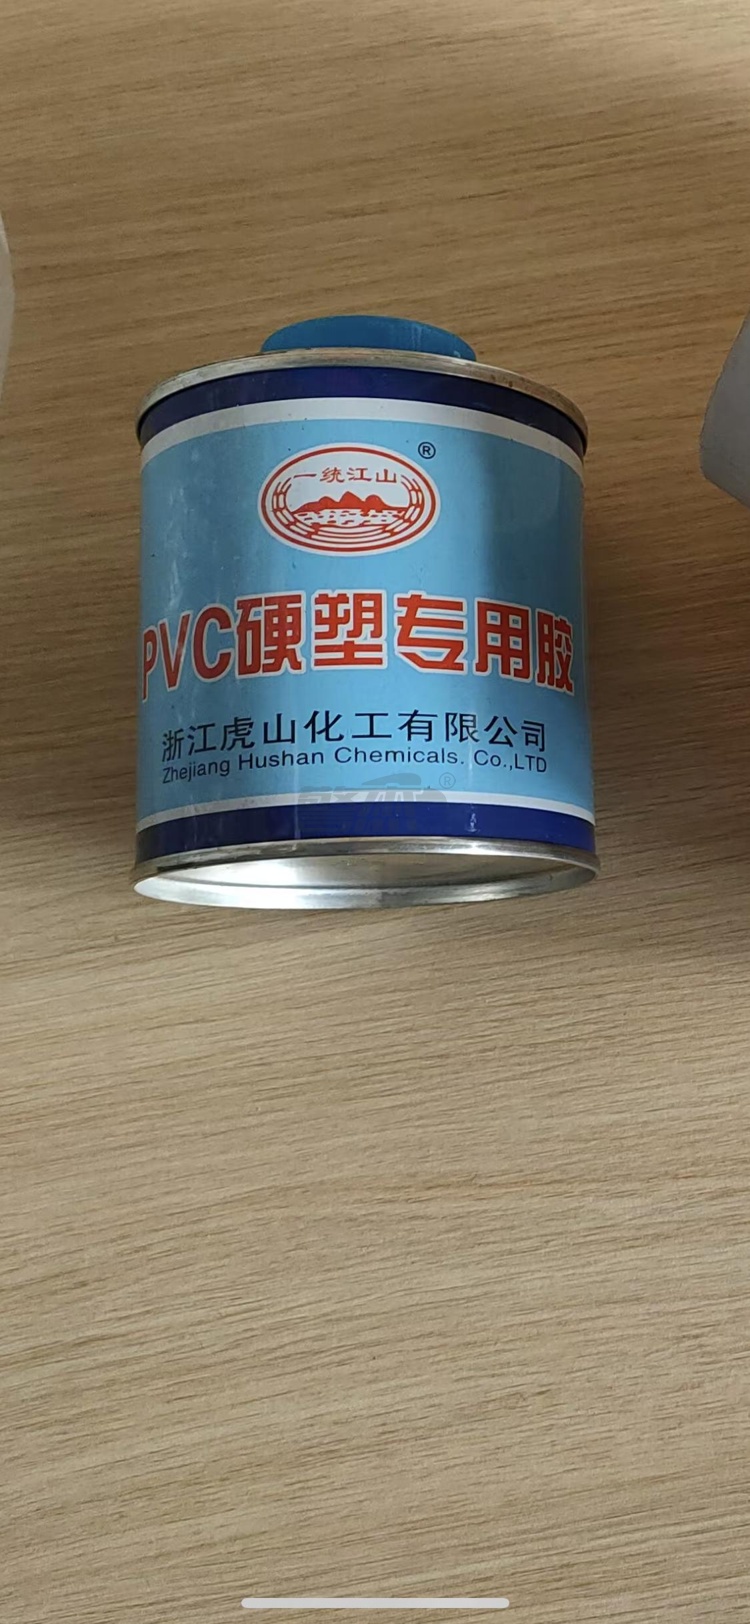 一统江山
®
PVC硬塑专用胶
浙江虎山化工有限公司
Zhejiang Hushan Chemicals. Co.,LTD
®